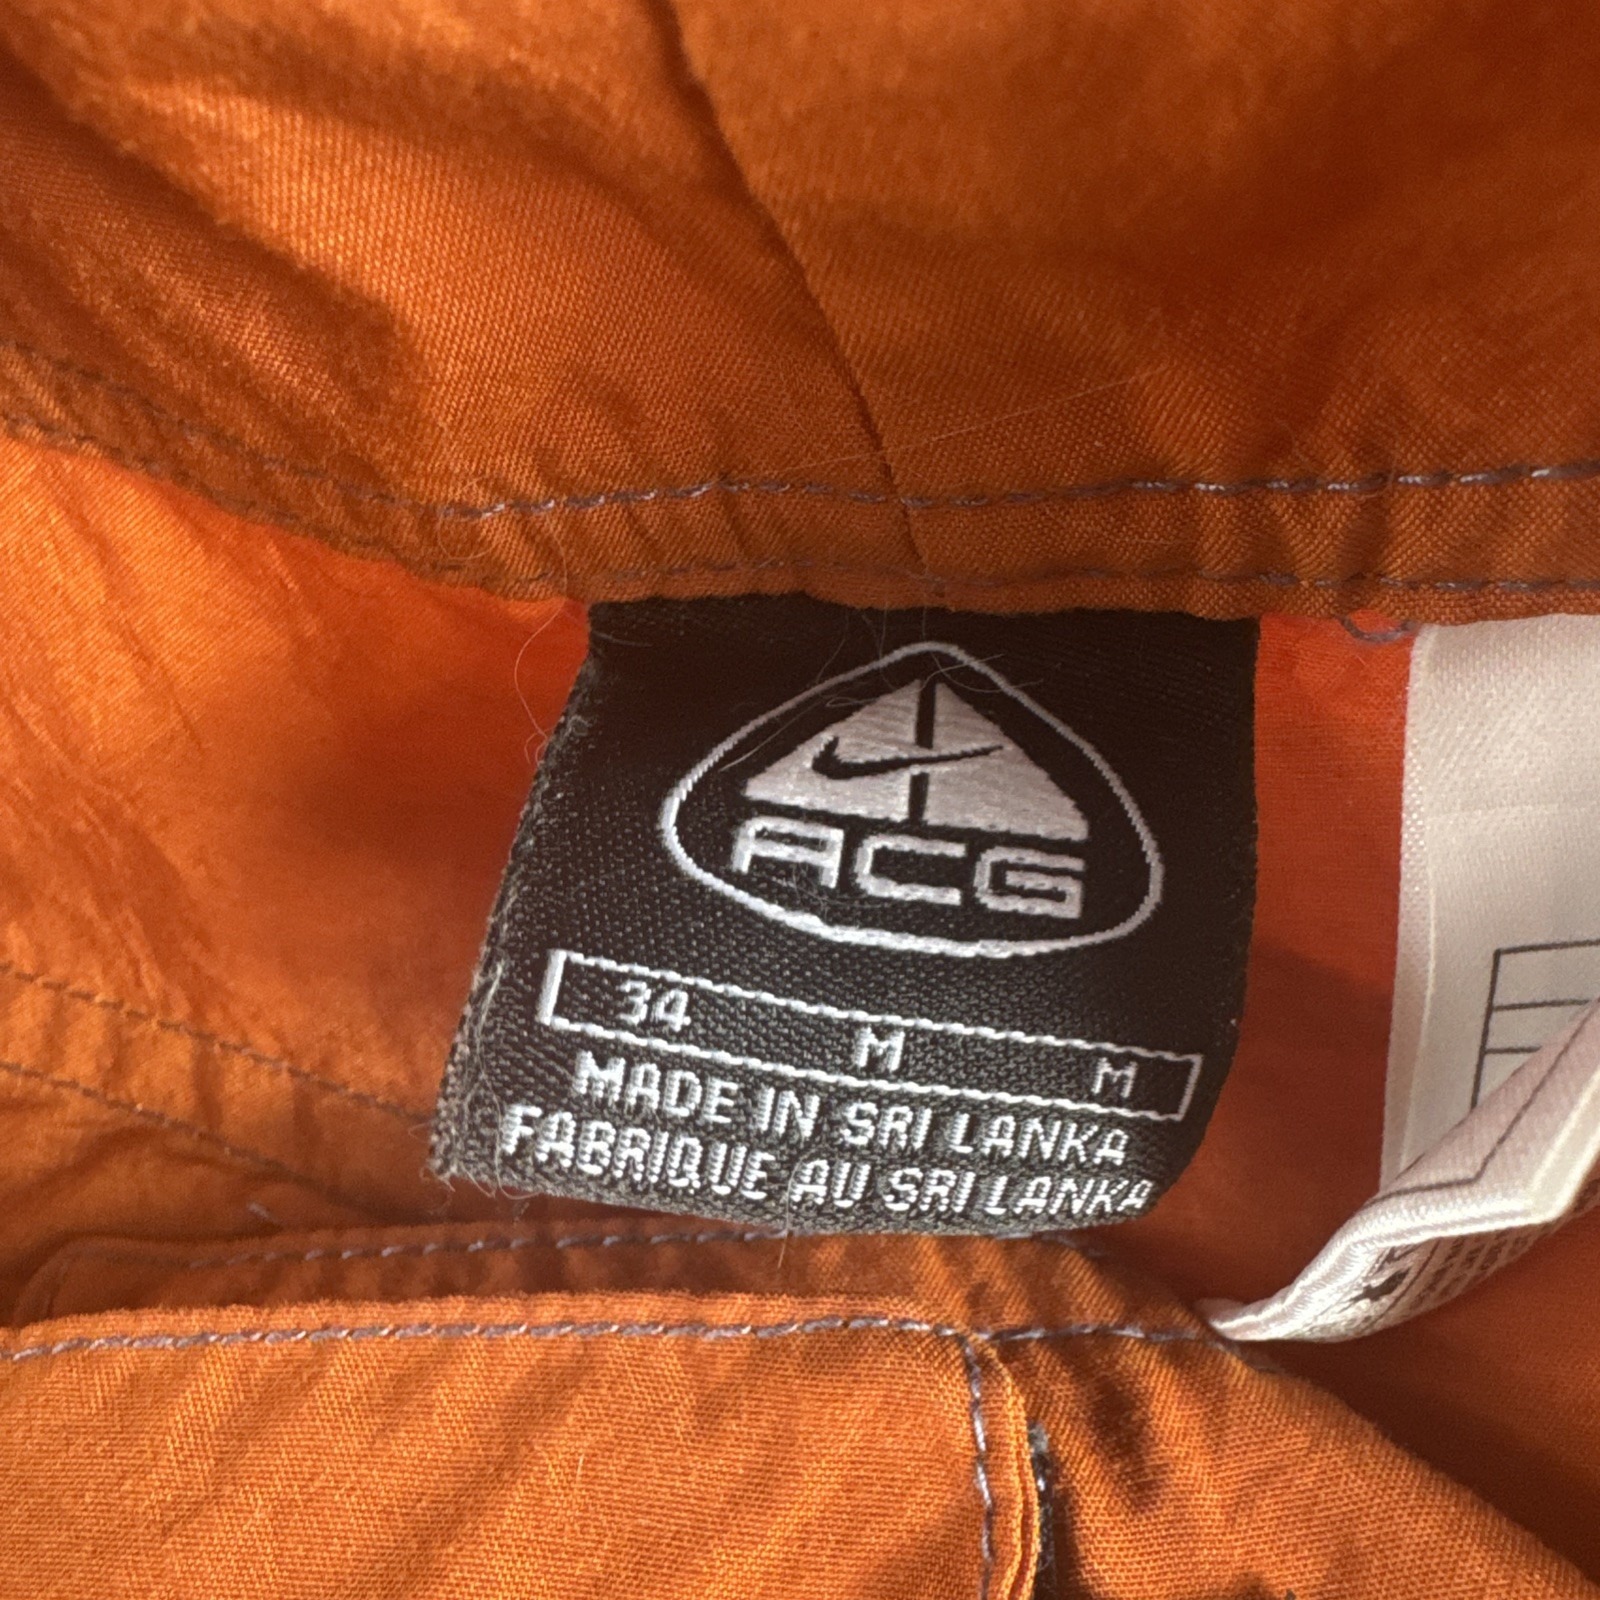 ACG
34 M M
MADE IN SRI LANKA
FABRIQUE AU SRI LANKA